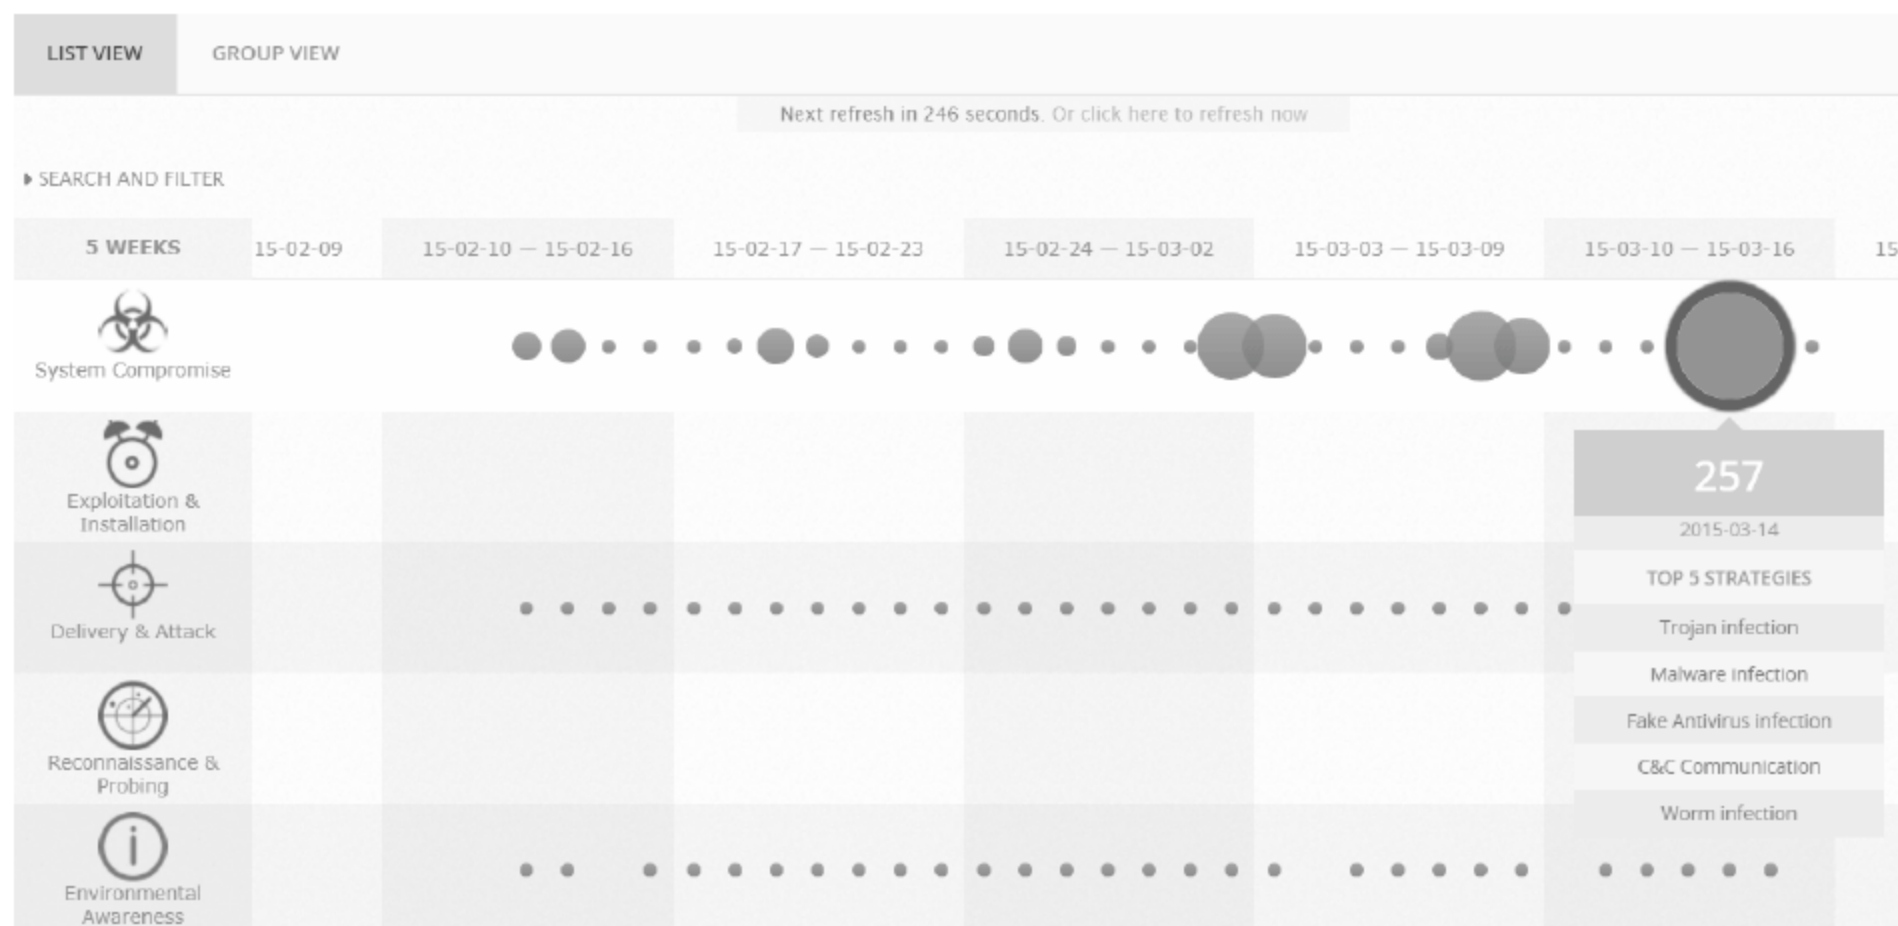 LIST VIEW
GROUP VIEW
Next refresh in 246 seconds. Or click here to refresh now
SEARCH AND FILTER
5 WEEKS
15-02-09
15-02-10 — 15-02-16
15-02-17 — 15-02-23
15-02-24 — 15-03-02
15-03-03 — 15-03-09
15-03-10 — 15-03-16
15
System Compromise
Exploitation &
Installation
Delivery & Attack
Reconnaissance &
Probing
Environmental
Awareness
257
2015-03-14
TOP 5 STRATEGIES
Trojan infection
Malware infection
Fake Antivirus infection
C&C Communication
Worm infection